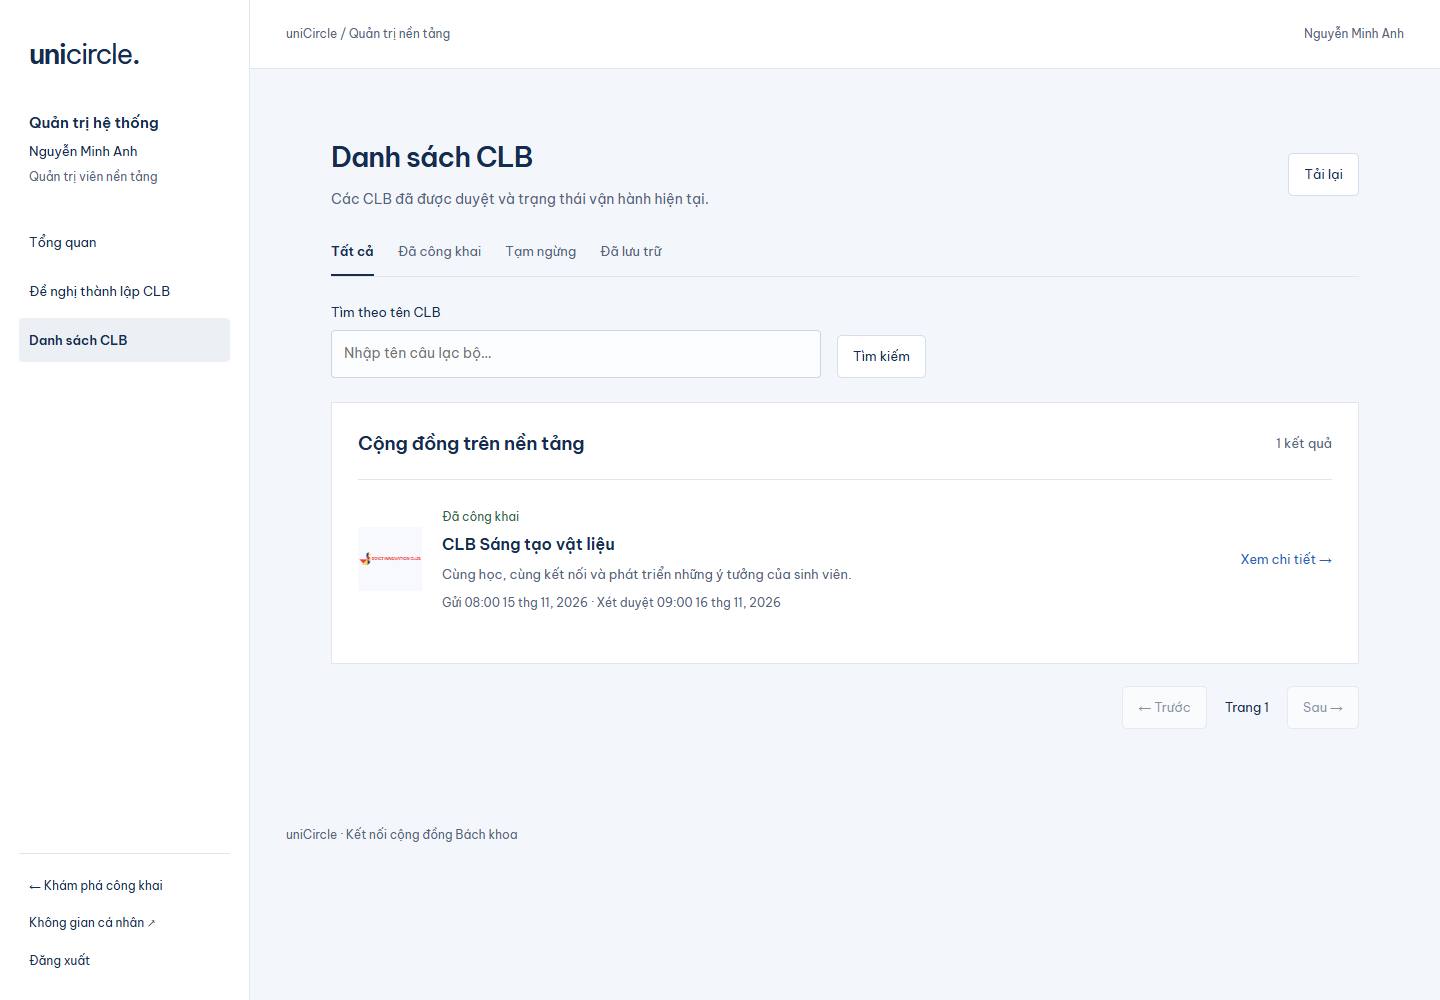 unicircle.
Quản trị hệ thống
Nguyễn Minh Anh
Quản trị viên nền tảng
Tổng quan
Đề nghị thành lập CLB
Danh sách CLB
← Khám phá công khai
Không gian cá nhân ↗
Đăng xuất
uniCircle / Quản trị nền tảng
Nguyễn Minh Anh
Danh sách CLB
Các CLB đã được duyệt và trạng thái vận hành hiện tại.
Tải lại
Tất cả Đã công khai Tạm ngừng Đã lưu trữ
Tìm theo tên CLB
Nhập tên câu lạc bộ...
Tìm kiếm
Cộng đồng trên nền tảng
1 kết quả
Đã công khai
CLB Sáng tạo vật liệu
Cùng học, cùng kết nối và phát triển những ý tưởng của sinh viên.
Gửi 08:00 15 thg 11, 2026 · Xét duyệt 09:00 16 thg 11, 2026
Xem chi tiết →
← Trước Trang 1 Sau →
uniCircle · Kết nối cộng đồng Bách khoa